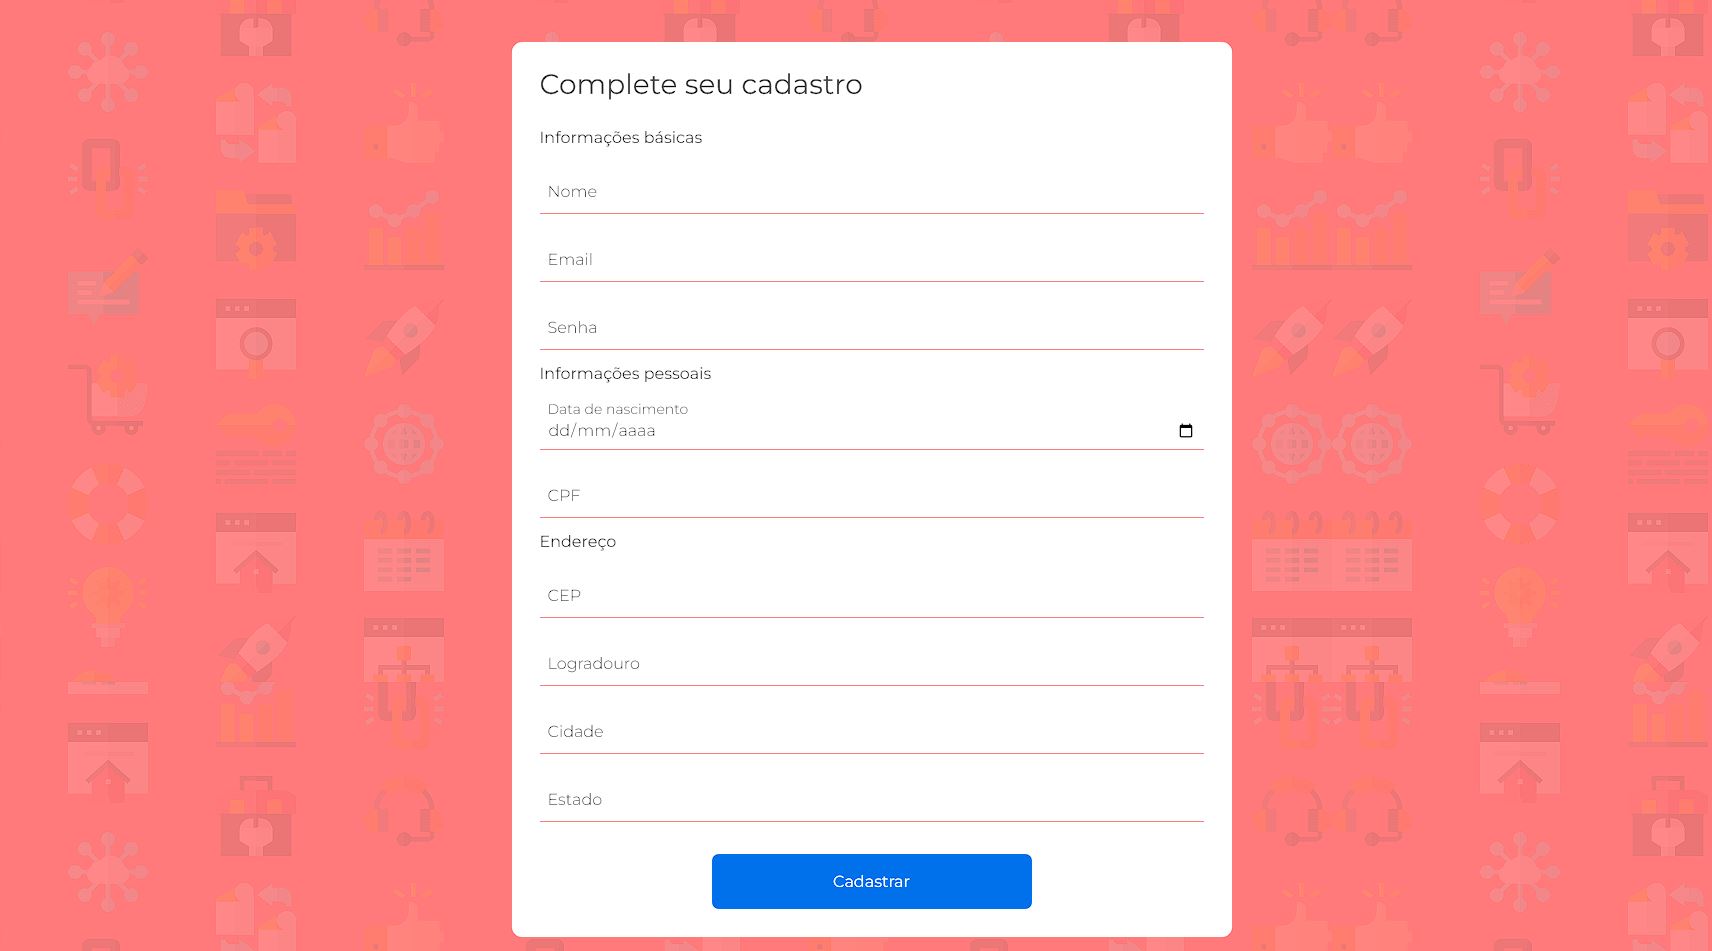 Complete seu cadastro
Informações básicas
Nome
Email
Senha
Informações pessoais
Data de nascimento
dd/mm/aaaa
CPF
Endereço
CEP
Logradouro
Cidade
Estado
Cadastrar